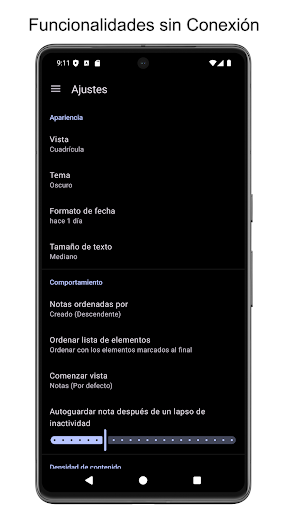 Funcionalidades sin Conexión
9:11
Ajustes
Apariencia
Vista
Cuadrícula
Tema
Oscuro
Formato de fecha
hace 1 día
Tamaño de texto
Mediano
Comportamiento
Notas ordenadas por
Creado (Descendente)
Ordenar lista de elementos
Ordenar con los elementos marcados al final
Comenzar vista
Notas (Por defecto)
Autoguardar nota después de un lapso de
inactividad
Densidad de contenido